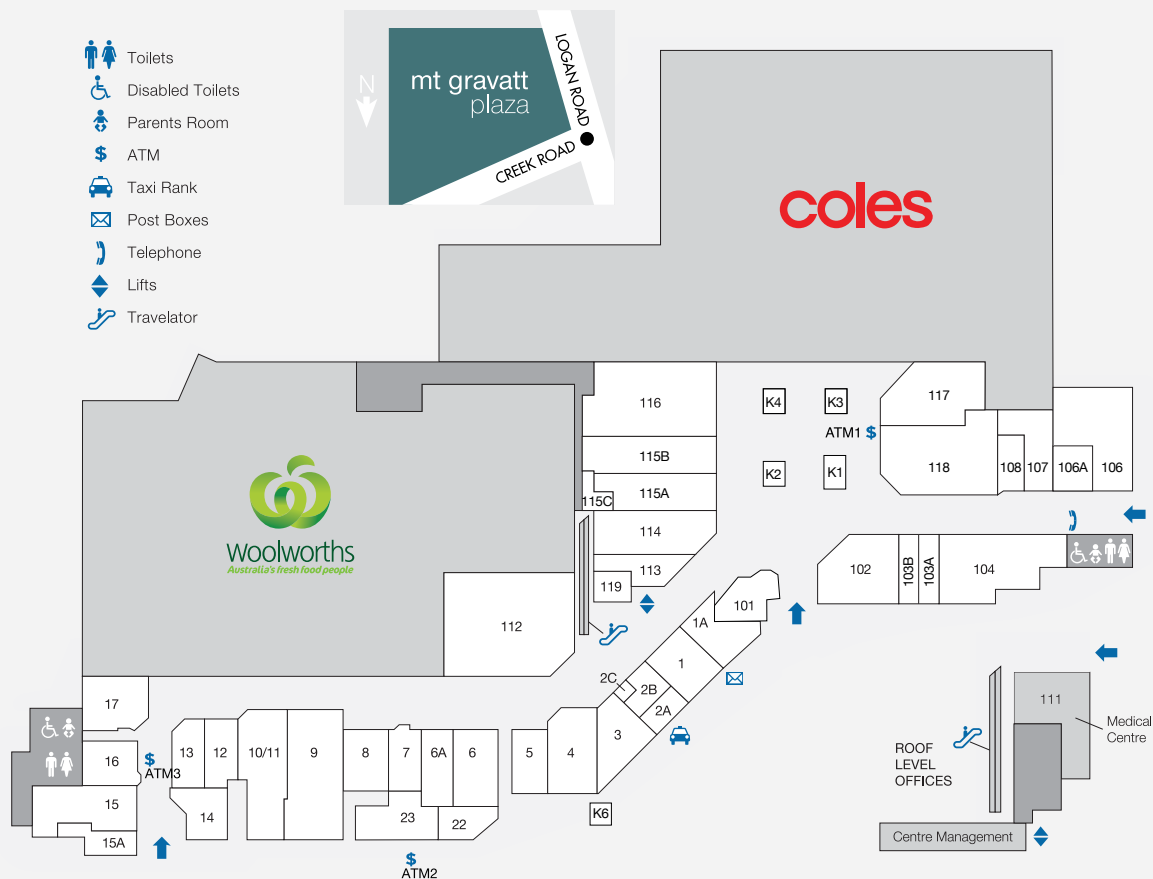 Toilets
Disabled Toilets
Parents Room
$ ATM
Taxi Rank
Post Boxes
Telephone
Lifts
Travelator
N
mt gravatt
plaza
LOGAN ROAD
CREEK ROAD
coles
Woolworths
Australia's fresh food people
116
115B
115A
115C
114
113
119
112
K4
K3
K2
K1
ATM1 $
117
118
108
107
106A
106
102
103B
103A
104
101
1A
1
2C
2B
2A
3
4
5
K6
17
16
15
15A
$
ATM3
13
12
10/11
9
8
7
6A
6
14
23
22
$
ATM2
111
Medical
Centre
ROOF
LEVEL
OFFICES
Centre Management